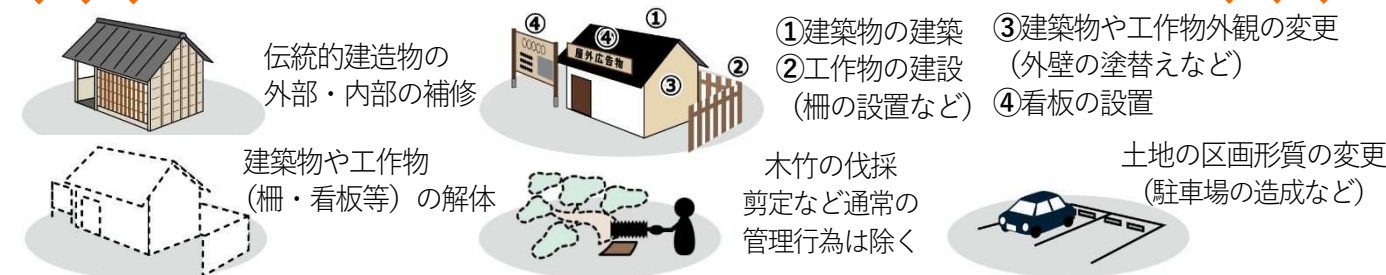 伝統的建造物の
外部・内部の補修
④
①
④
屋外広告物
②
③
①建築物の建築
②工作物の建設
（柵の設置など）
③建築物や工作物外観の変更
（外壁の塗替えなど）
④看板の設置
建築物や工作物
（柵・看板等）の解体
木竹の伐採
剪定など通常の
管理行為は除く
土地の区画形質の変更
（駐車場の造成など）